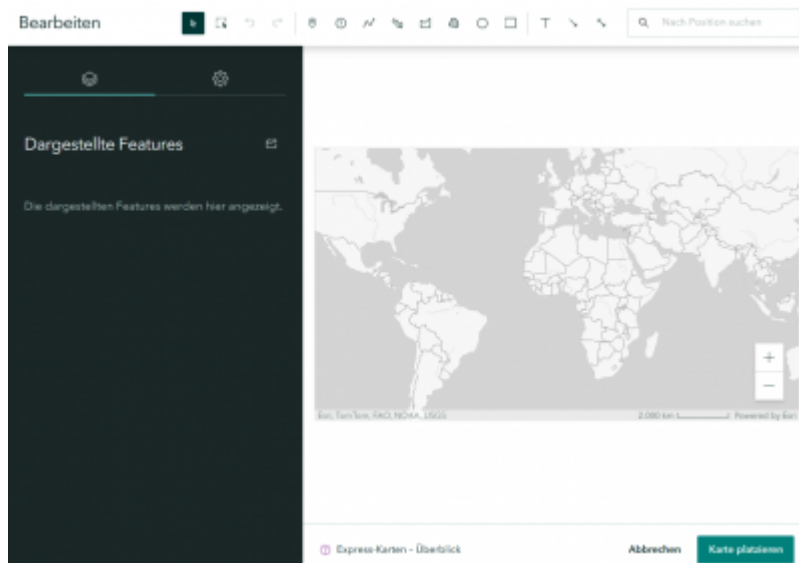 Bearbeiten
Nach Position suchen
Dargestellte Features
Die dargestellten Features werden hier angezeigt.
+
−
Esri, TomTom, FAO, NOAA, USGS
2.000 km
Powered by Esri
Express-Karten – Überblick
Abbrechen
Karte platzieren